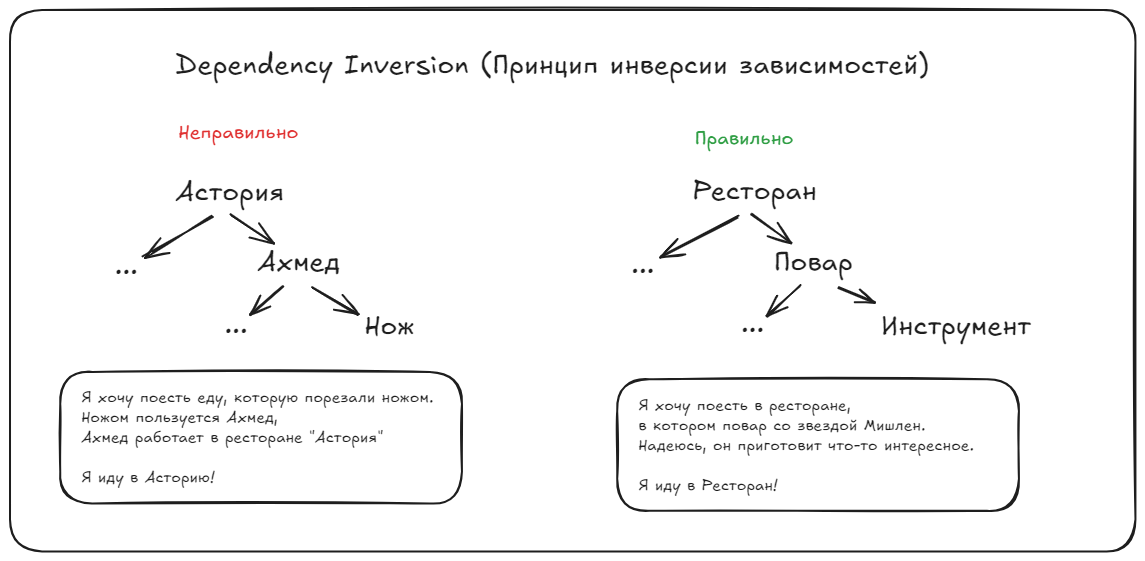 Dependency Inversion (Принцип инверсии зависимостей)
Неправильно
Астория
...
Ахмед
...
Нож
Я хочу поесть еду, которую порезали ножом.
Ножом пользуется Ахмед,
Ахмед работает в ресторане "Астория"
Я иду в Асторию!
Правильно
Ресторан
...
Повар
...
Инструмент
Я хочу поесть в ресторане,
в котором повар со звездой Мишлен.
Надеюсь, он приготовит что-то интересное.
Я иду в Ресторан!